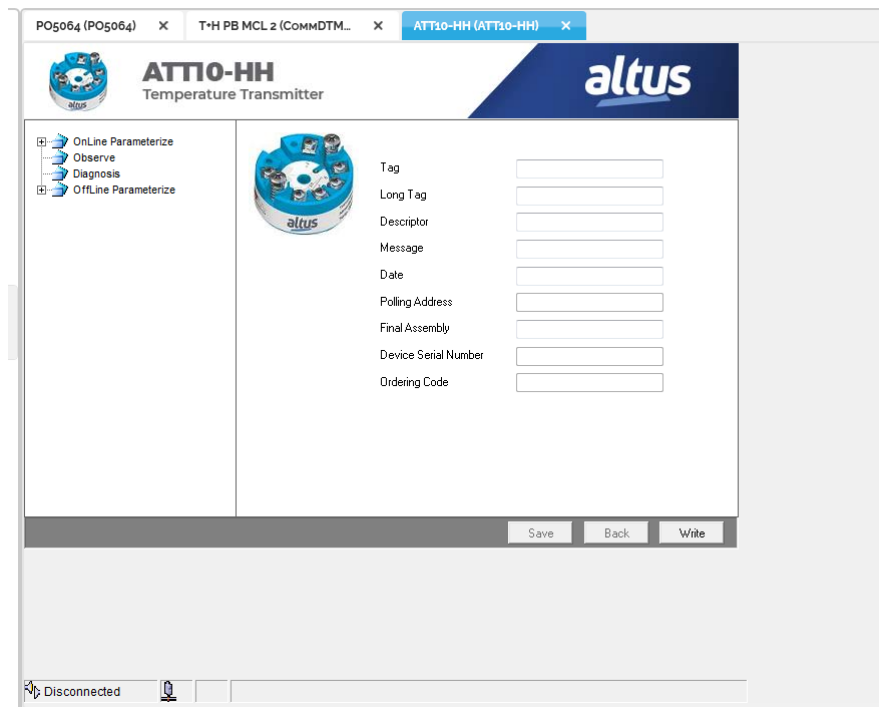 PO5064 (PO5064) ✕ T+H PB MCL 2 (CommDTM... ✕ ATT10-HH (ATT10-HH) ✕
altus
ATT10-HH
Temperature Transmitter
altus
OnLine Parameterize
Observe
Diagnosis
OffLine Parameterize
altus
Tag
Long Tag
Descriptor
Message
Date
Polling Address
Final Assembly
Device Serial Number
Ordering Code
Save Back Write
Disconnected